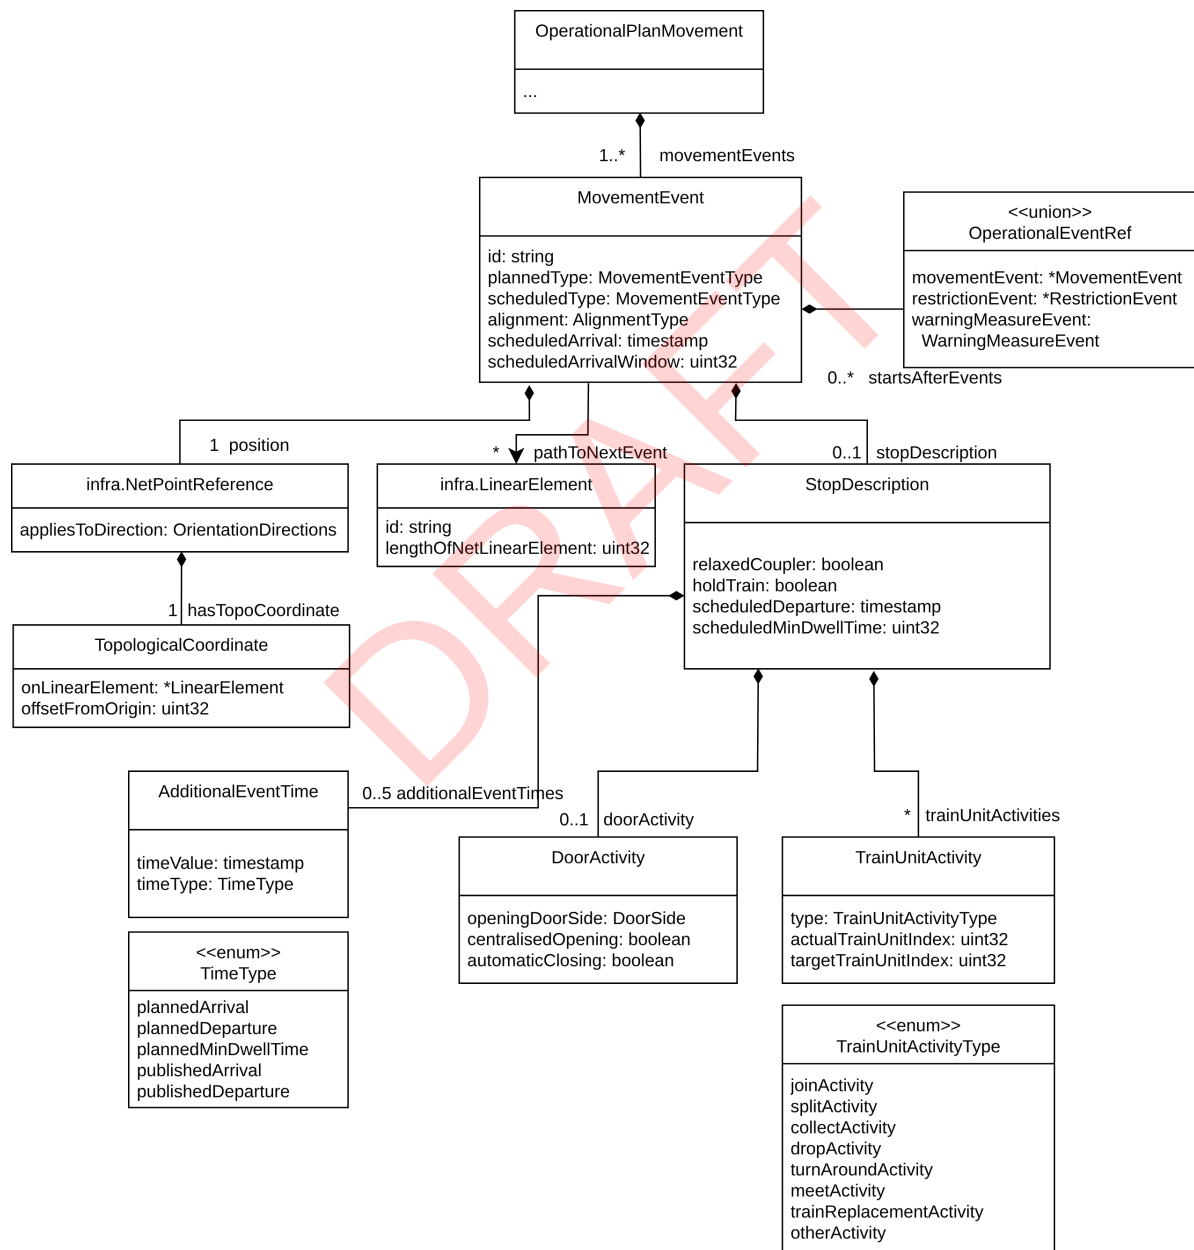 OperationalPlanMovement
...
1..* movementEvents
MovementEvent
id: string
plannedType: MovementEventType
scheduledType: MovementEventType
alignment: AlignmentType
scheduledArrival: timestamp
scheduledArrivalWindow: uint32
<<union>>
OperationalEventRef
movementEvent: *MovementEvent
restrictionEvent: *RestrictionEvent
warningMeasureEvent:
WarningMeasureEvent
0..* startsAfterEvents
1 position
* pathToNextEvent
0..1 stopDescription
infra.NetPointReference
appliesToDirection: OrientationDirections
infra.LinearElement
id: string
lengthOfNetLinearElement: uint32
StopDescription
relaxedCoupler: boolean
holdTrain: boolean
scheduledDeparture: timestamp
scheduledMinDwellTime: uint32
1 hasTopoCoordinate
TopologicalCoordinate
onLinearElement: *LinearElement
offsetFromOrigin: uint32
DRAFT
0..5 additionalEventTimes
AdditionalEventTime
timeValue: timestamp
timeType: TimeType
0..1 doorActivity
DoorActivity
openingDoorSide: DoorSide
centralisedOpening: boolean
automaticClosing: boolean
* trainUnitActivities
TrainUnitActivity
type: TrainUnitActivityType
actualTrainUnitIndex: uint32
targetTrainUnitIndex: uint32
<<enum>>
TimeType
plannedArrival
plannedDeparture
plannedMinDwellTime
publishedArrival
publishedDeparture
<<enum>>
TrainUnitActivityType
joinActivity
splitActivity
collectActivity
dropActivity
turnAroundActivity
meetActivity
trainReplacementActivity
otherActivity